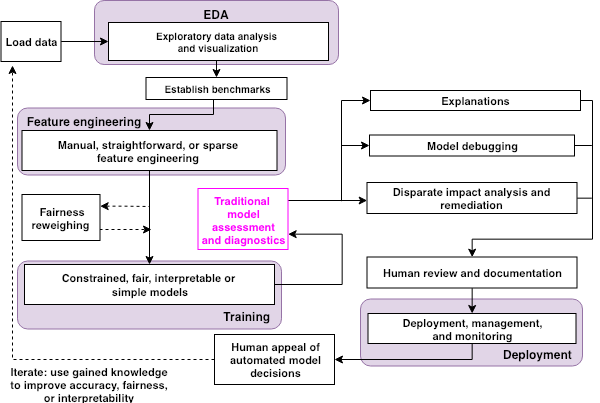 EDA
Load data
Exploratory data analysis
and visualization
Establish benchmarks
Feature engineering
Manual, straightforward, or sparse
feature engineering
Fairness
reweighing
Traditional
model
assessment
and diagnostics
Explanations
Model debugging
Disparate impact analysis and
remediation
Constrained, fair, interpretable or
simple models
Training
Human review and documentation
Deployment, management,
and monitoring
Deployment
Human appeal of
automated model
decisions
Iterate: use gained knowledge
to improve accuracy, fairness,
or interpretability